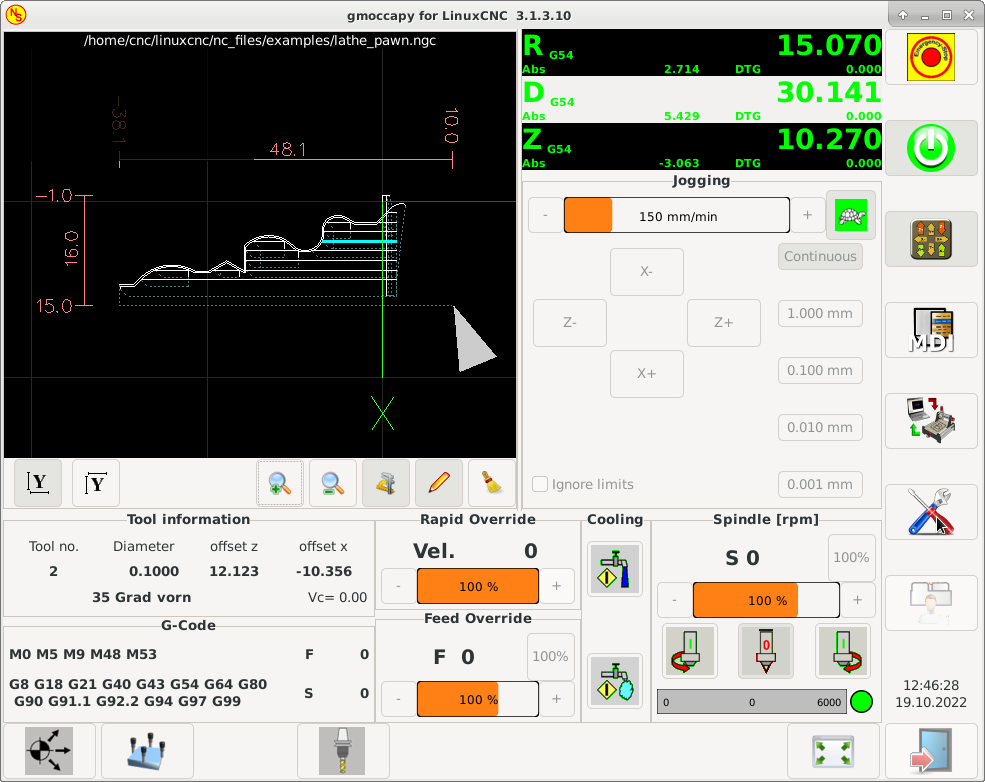 gmoccapy for LinuxCNC 3.1.3.10
/home/cnc/linuxcnc/nc_files/examples/lathe_pawn.ngc
-38.1
10.0
48.1
-1.0
16.0
15.0
X
R G54 15.070
Abs 2.714 DTG 0.000
D G54 30.141
Abs 5.429 DTG 0.000
Z G54 10.270
Abs -3.063 DTG 0.000
Emergency-Stop
Jogging
- 150 mm/min +
X-
Continuous
Z- Z+
1.000 mm
X+
0.100 mm
0.010 mm
Ignore limits
0.001 mm
MDI
Y
Y
Tool information
Tool no. Diameter offset z offset x
2 0.1000 12.123 -10.356
35 Grad vorn Vc= 0.00
G-Code
M0 M5 M9 M48 M53 F 0
G8 G18 G21 G40 G43 G54 G64 G80
G90 G91.1 G92.2 G94 G97 G99 S 0
Rapid Override
Vel. 0
- 100 % +
Feed Override
F 0 100%
- 100 % +
Cooling
Spindle [rpm]
S 0 100%
- 100 % +
I 0 I
0 0 6000
12:46:28
19.10.2022